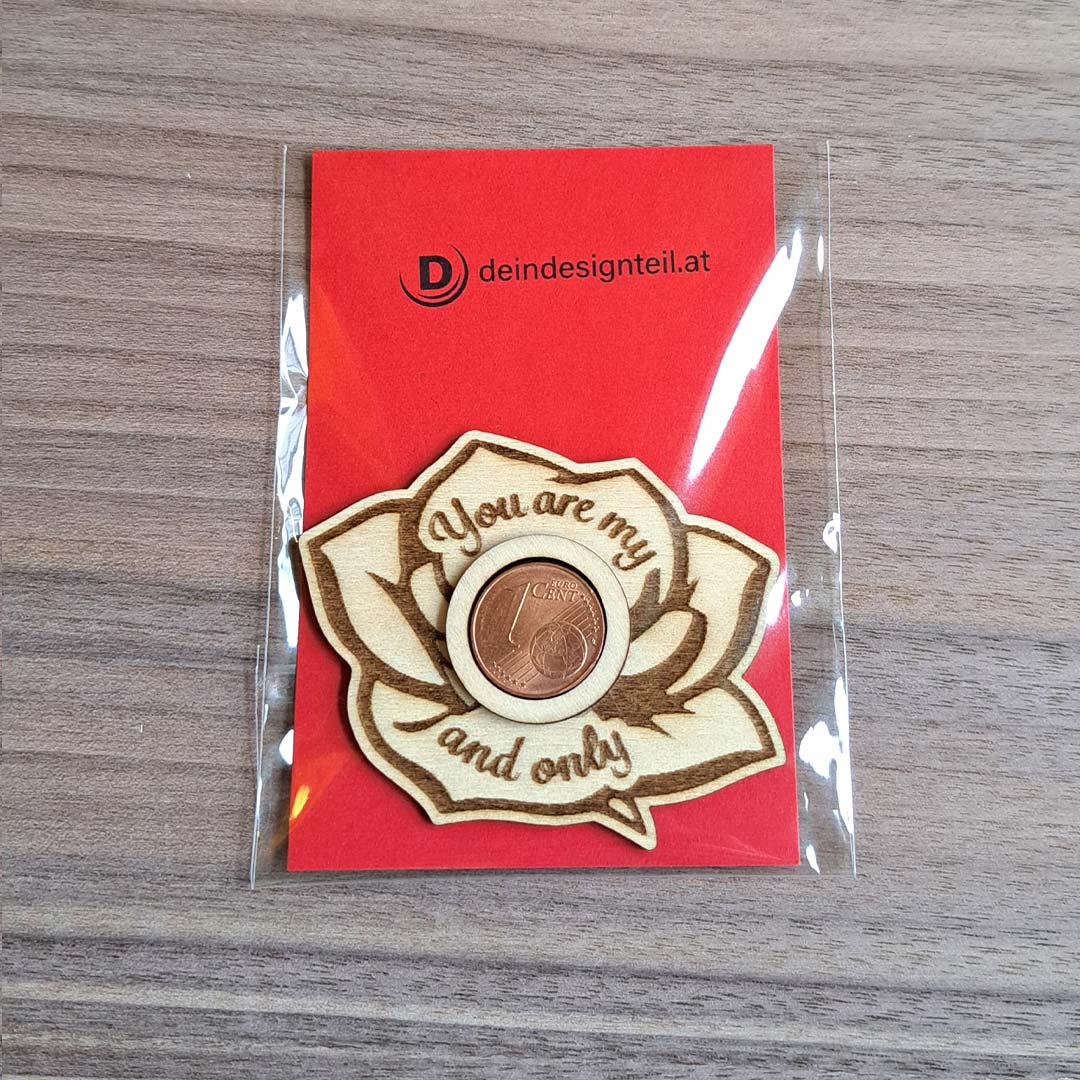 D deindesignteil.at
You are my
1 EURO
CENT
and only